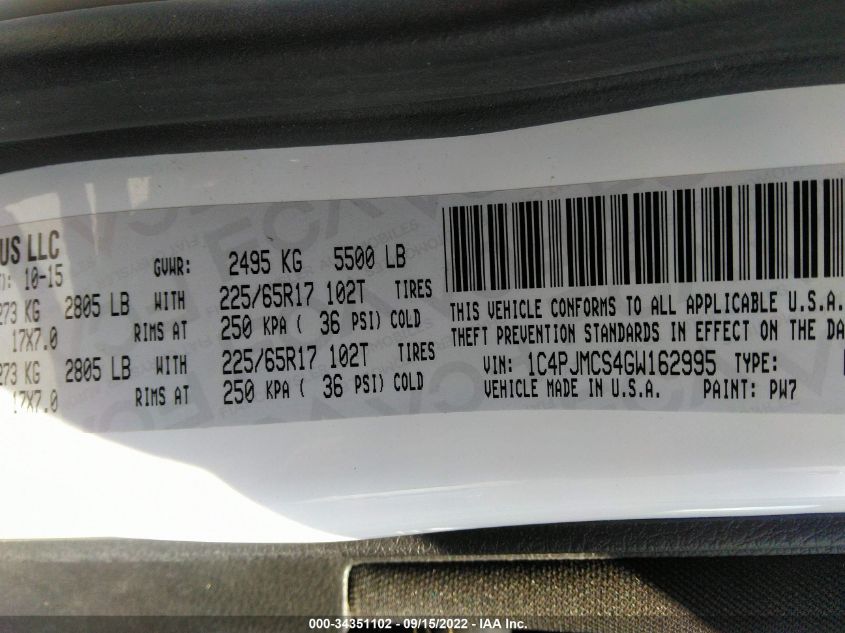 US LLC
: 10-15
GVWR: 2495 KG 5500 LB
273 KG 2805 LB WITH 225/65R17 102T TIRES
17X7.0 RIMS AT 250 KPA ( 36 PSI) COLD
273 KG 2805 LB WITH 225/65R17 102T TIRES
17X7.0 RIMS AT 250 KPA ( 36 PSI) COLD
THIS VEHICLE CONFORMS TO ALL APPLICABLE U.S.A.
THEFT PREVENTION STANDARDS IN EFFECT ON THE DA
VIN: 1C4PJMCS4GW162995 TYPE:
VEHICLE MADE IN U.S.A. PAINT: PW7
000-34351102 - 09/15/2022 - © IAA, Inc.